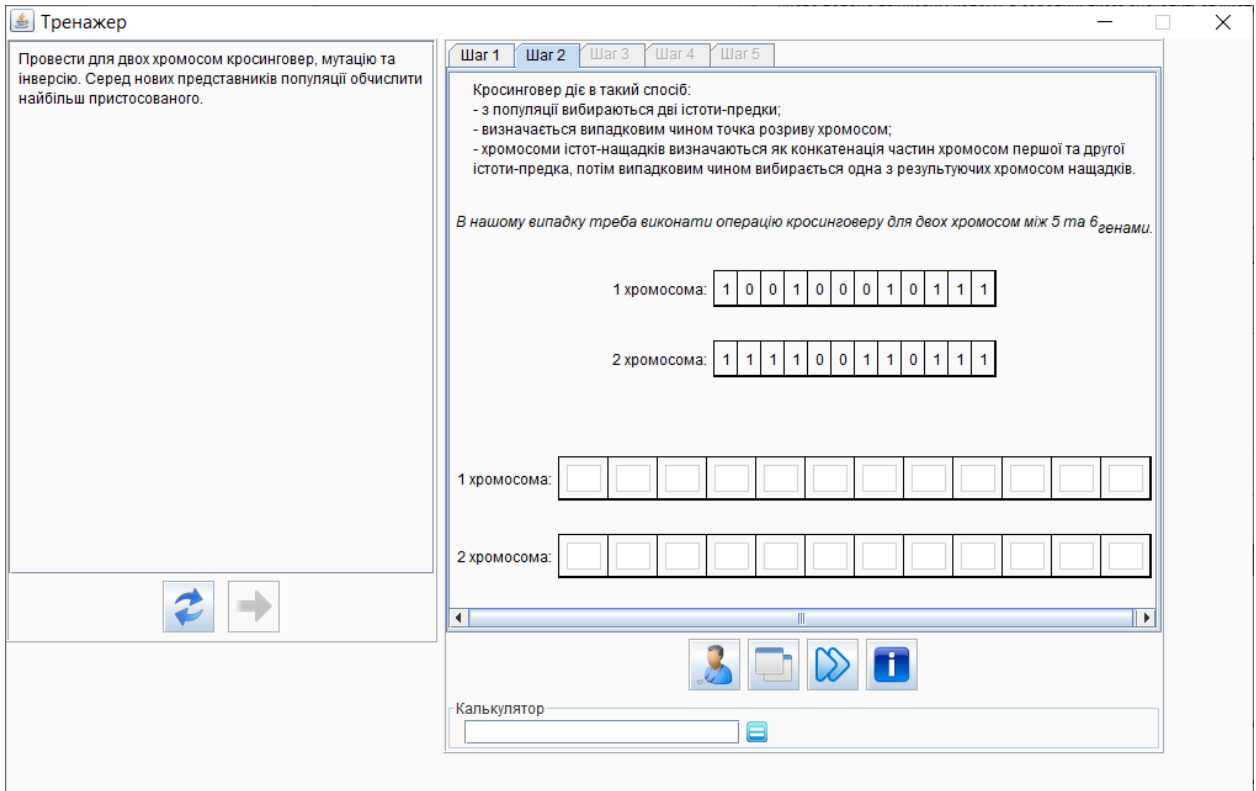 Тренажер
Провести для двох хромосом кросинговер, мутацію та
інверсію. Серед нових представників популяції обчислити
найбільш пристосованого.
Шаг 1 Шаг 2 Шаг 3 Шаг 4 Шаг 5
Кросинговер діє в такий спосіб:
- з популяції вибираються дві істоти-предки;
- визначається випадковим чином точка розриву хромосом;
- хромосоми істот-нащадків визначаються як конкатенація частин хромосом першої та другої
істоти-предка, потім випадковим чином вибирається одна з результуючих хромосом нащадків.
В нашому випадку треба виконати операцію кросинговеру для двох хромосом між 5 та 6 генами.
1 хромосома: 1 0 0 1 0 0 0 1 0 1 1 1
2 хромосома: 1 1 1 1 0 0 1 1 0 1 1 1
1 хромосома:
2 хромосома:
Калькулятор